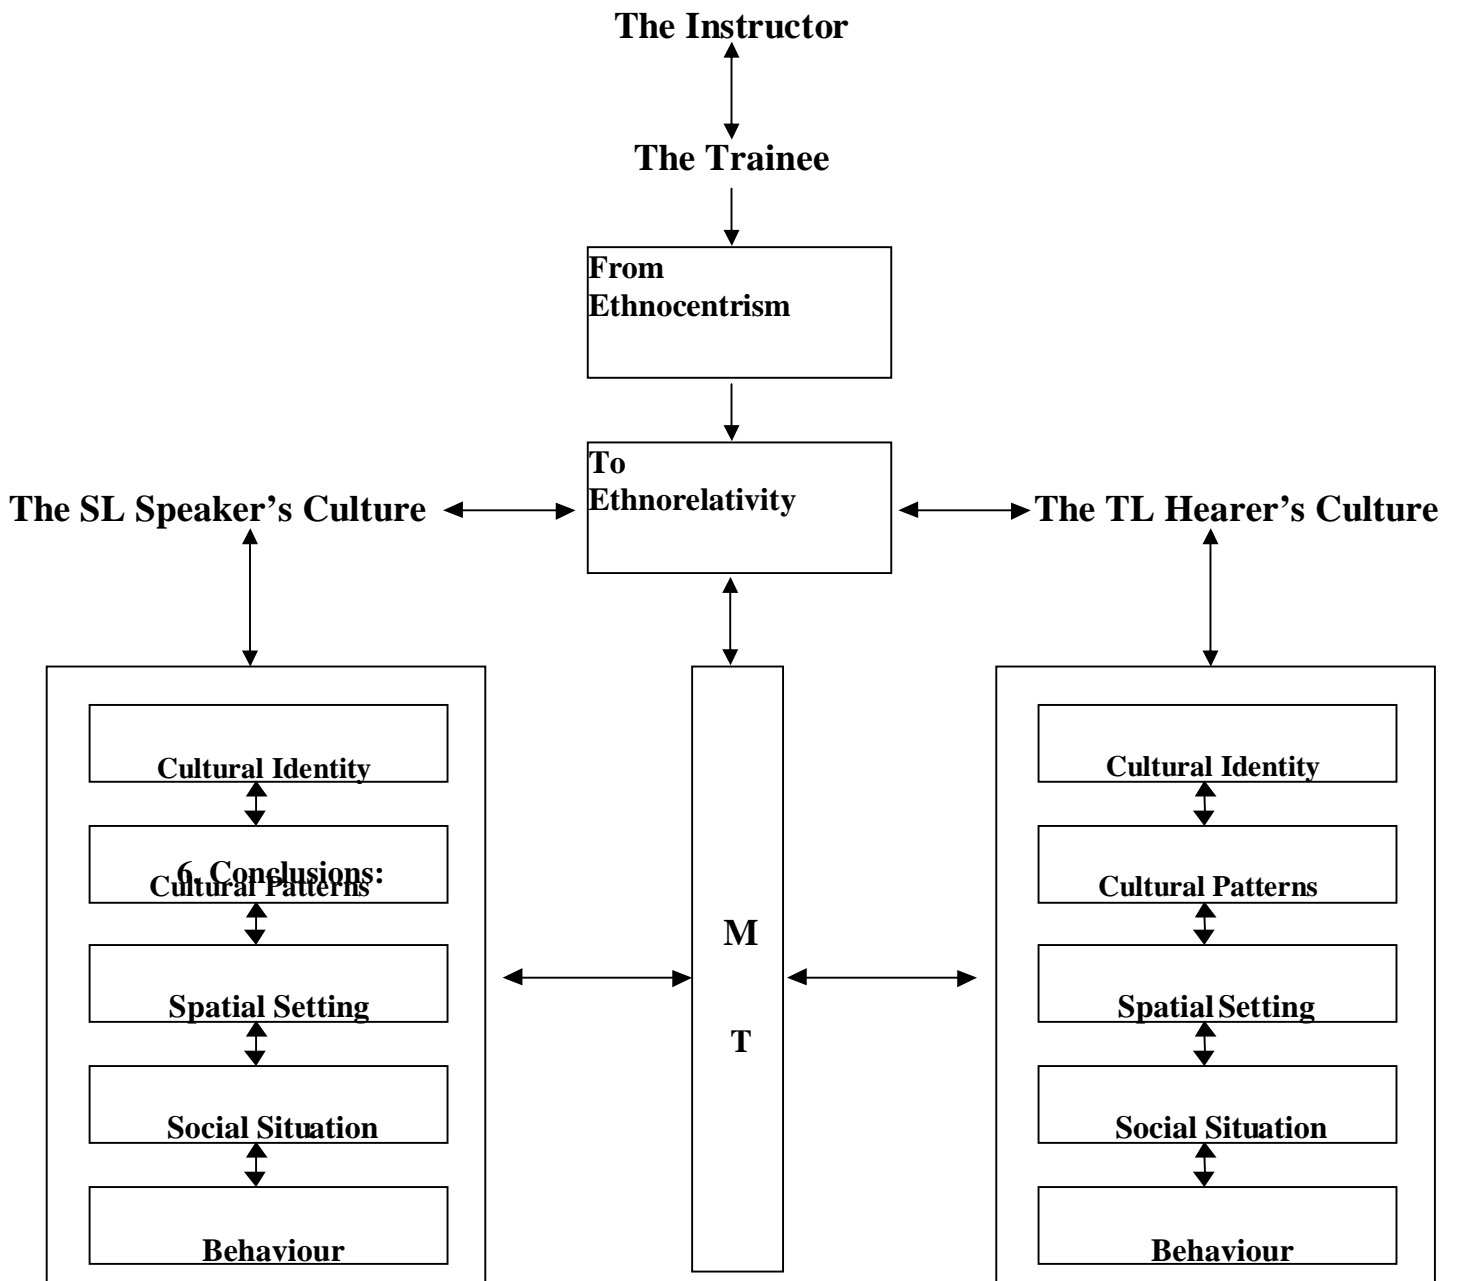 The Instructor
The Trainee
From
Ethnocentrism
To
Ethnorelativity
The SL Speaker's Culture
The TL Hearer's Culture
Cultural Identity
6. Conclusions:
Cultural Patterns
Spatial Setting
Social Situation
Behaviour
M
T
Cultural Identity
Cultural Patterns
Spatial Setting
Social Situation
Behaviour